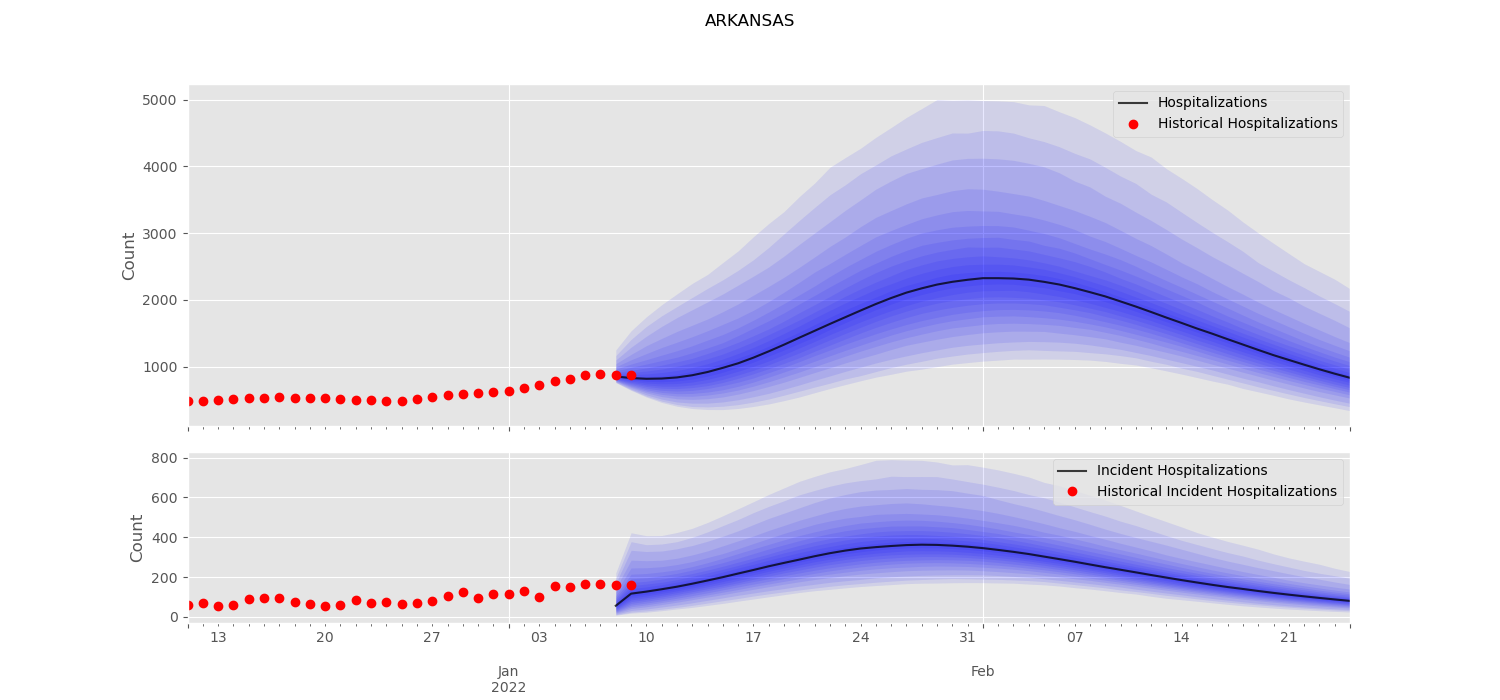 ARKANSAS
5000
4000
3000
2000
1000
Count
Hospitalizations
Historical Hospitalizations
800
600
400
200
0
Count
Incident Hospitalizations
Historical Incident Hospitalizations
13 20 27 03 10 17 24 31 07 14 21
Jan Feb
2022